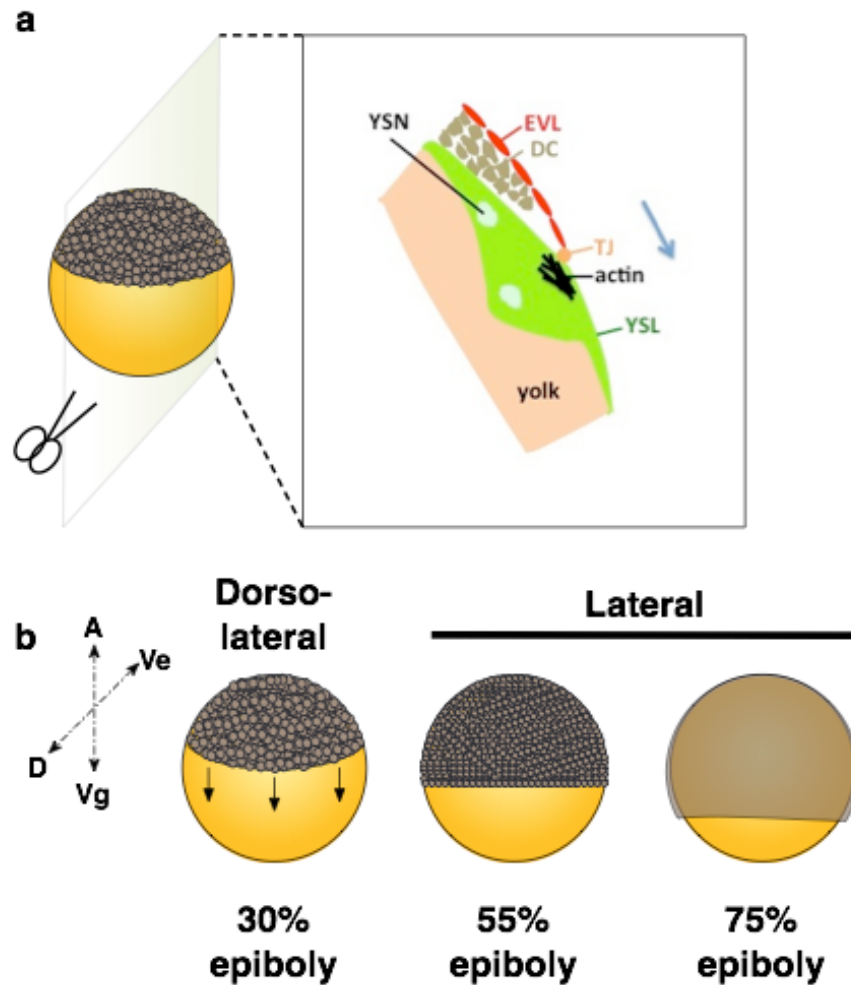 a
YSN
EVL
DC
TJ
actin
YSL
yolk
b
A
Ve
D
Vg
Dorso-
lateral
Lateral
30%
epiboly
55%
epiboly
75%
epiboly